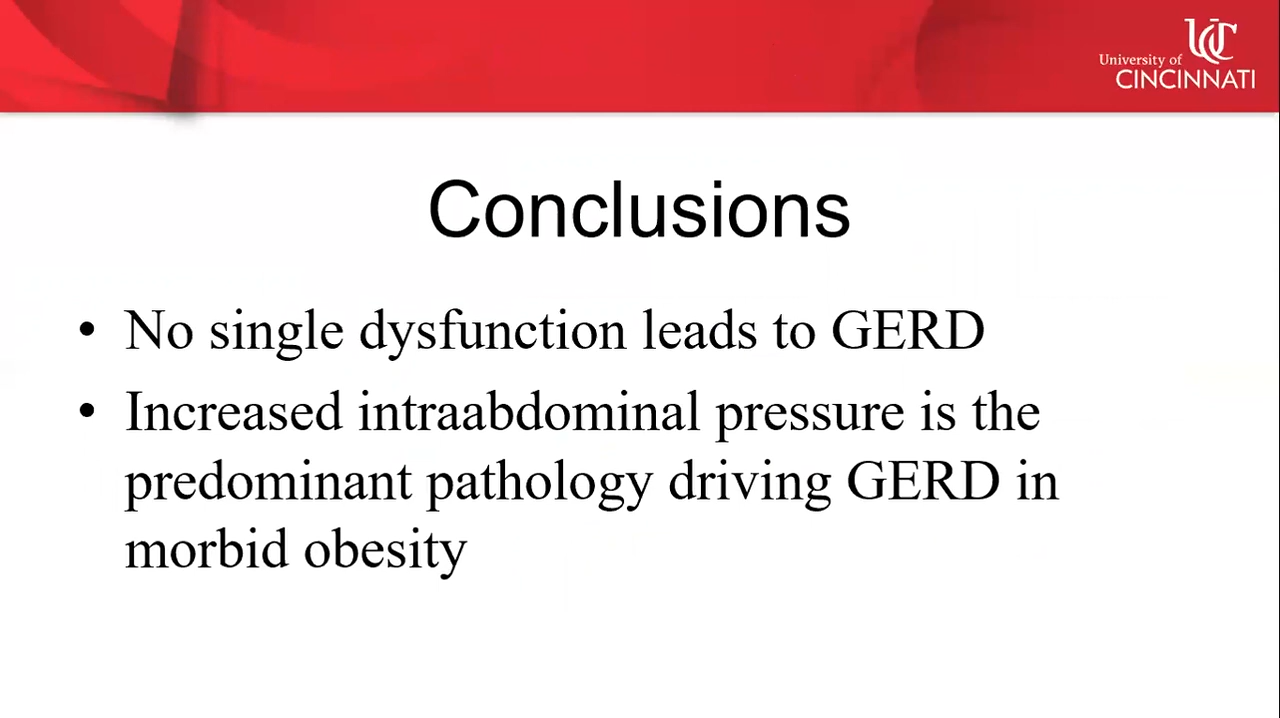 UC
University of
CINCINNATI
Conclusions
• No single dysfunction leads to GERD
• Increased intraabdominal pressure is the
predominant pathology driving GERD in
morbid obesity